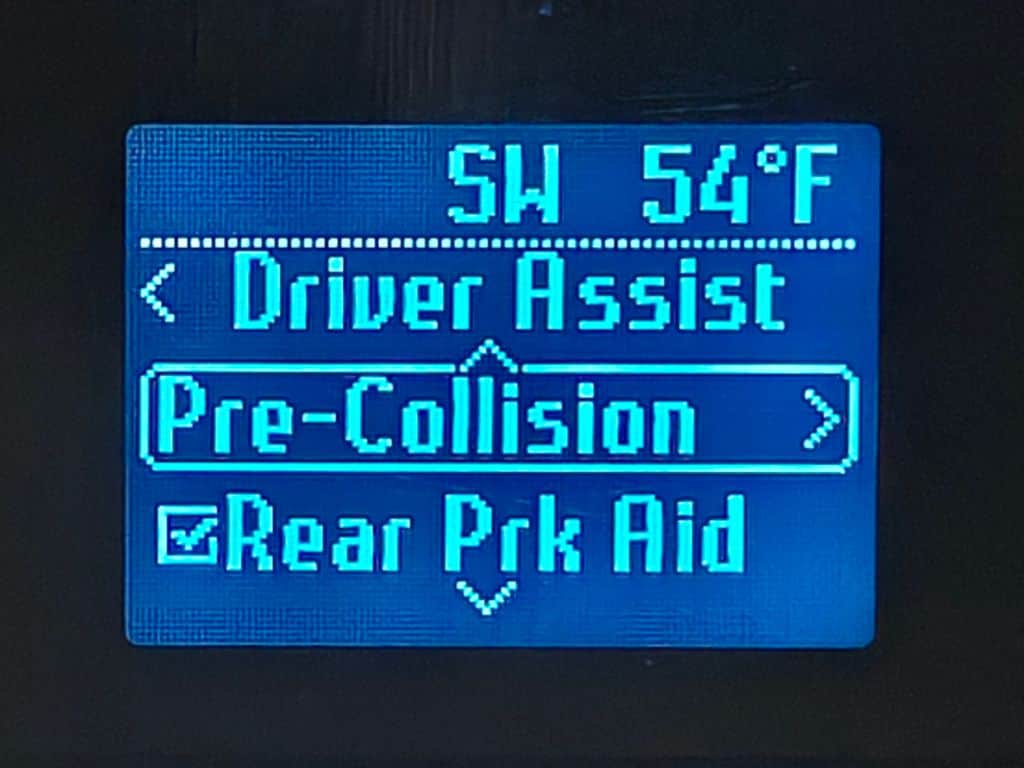 SW 54°F
< Driver Assist
Pre-Collision >
Rear Prk Aid